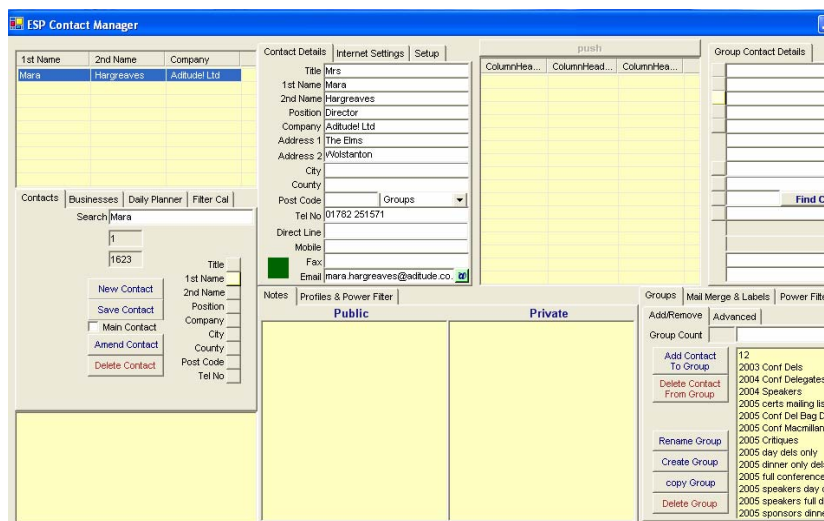 ESP Contact Manager
1st Name 2nd Name Company
Mara Hargreaves Aditude! Ltd
Contacts Businesses Daily Planner Filter Cal
Search Mara
1
1623
New Contact
Save Contact
Main Contact
Amend Contact
Delete Contact
Title
1st Name
2nd Name
Position
Company
City
County
Post Code
Tel No
Contact Details Internet Settings Setup
Title Mrs
1st Name Mara
2nd Name Hargreaves
Position Director
Company Aditude! Ltd
Address 1 The Elms
Address 2 Wolstanton
City
County
Post Code Groups
Tel No 01782 251571
Direct Line
Mobile
Fax
Email mara.hargreaves@aditude.co. @
push
ColumnHea... ColumnHead... ColumnHea...
Group Contact Details
Find C
Notes Profiles & Power Filter
Public Private
Groups Mail Merge & Labels Power Filte
Add/Remove Advanced
Group Count
Add Contact
To Group
Delete Contact
From Group
Rename Group
Create Group
copy Group
Delete Group
12
2003 Conf Dels
2004 Conf Delegates
2004 Speakers
2005 certs mailing lis
2005 Conf Del Bag D
2005 Conf Macmillan
2005 Critiques
2005 day dels only
2005 dinner only dels
2005 full conference
2005 speakers day o
2005 speakers full d
2005 sponsors dinne